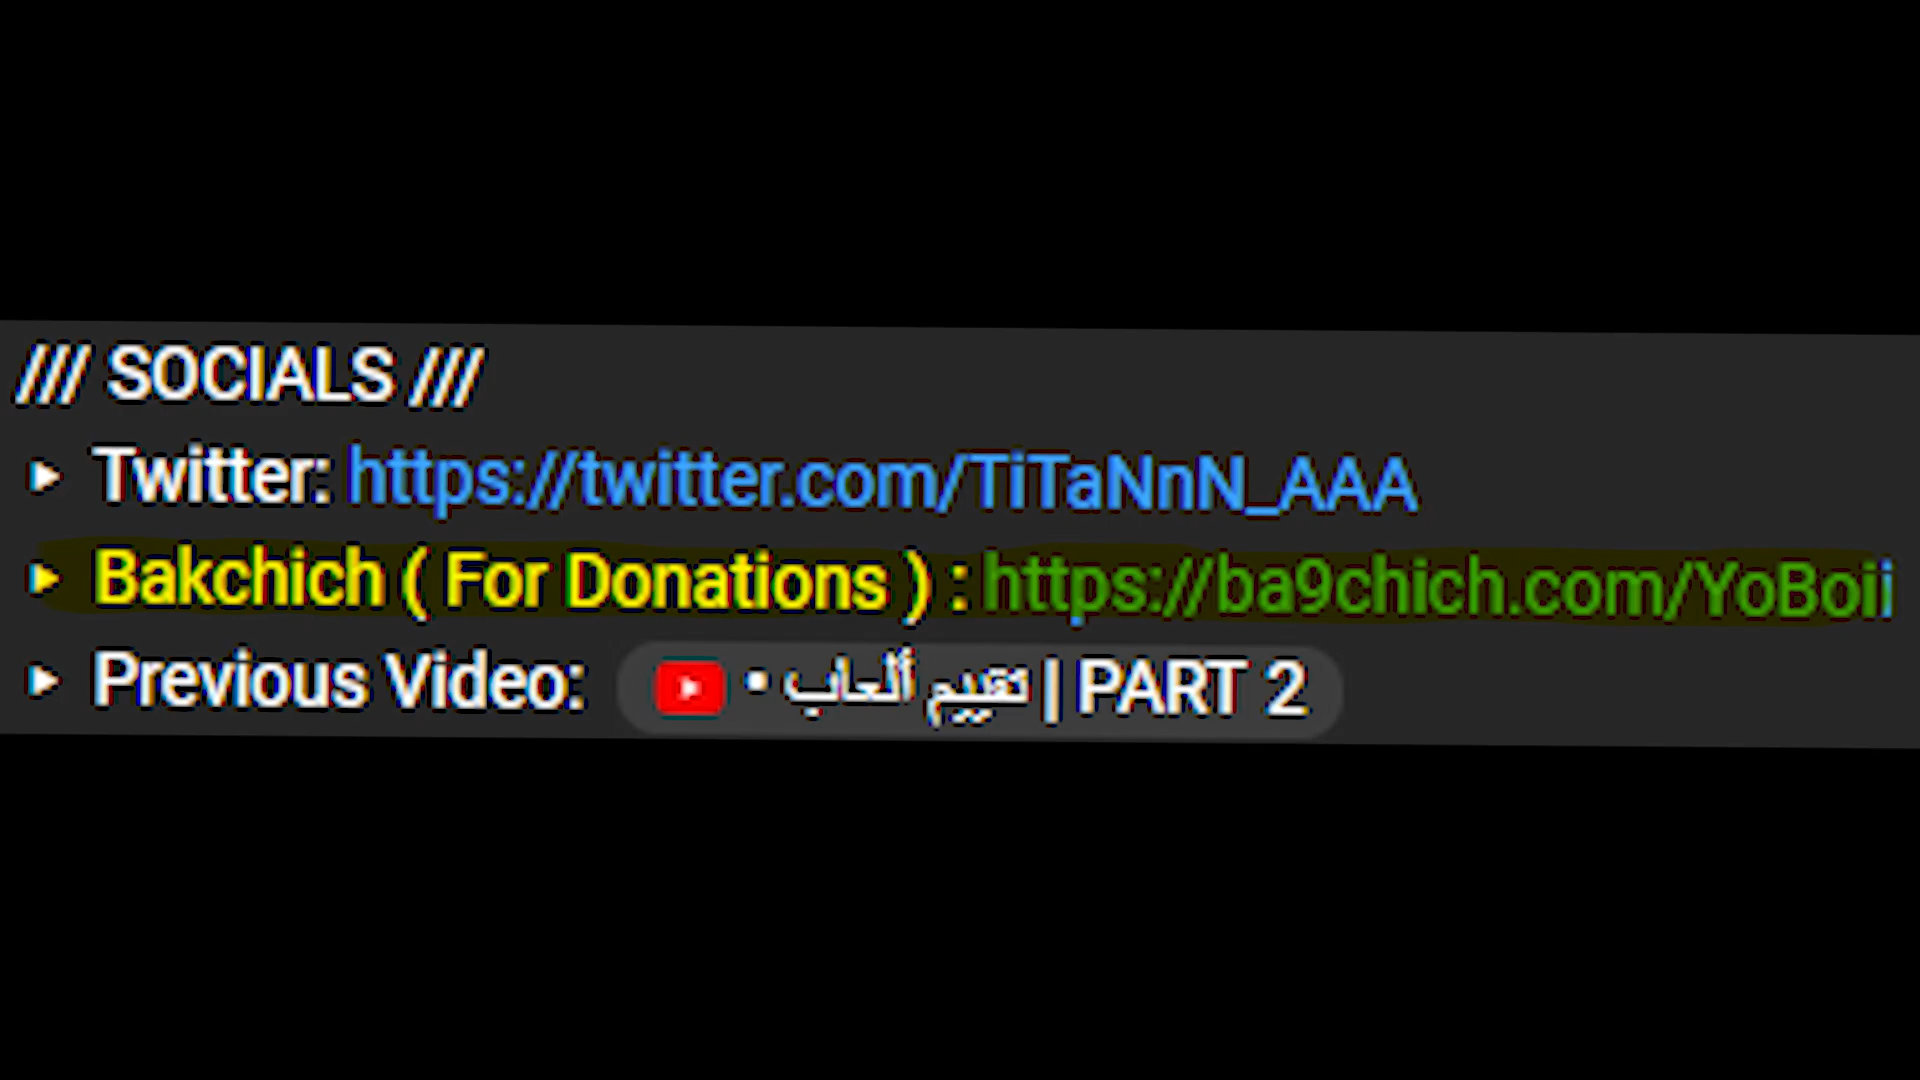 /// SOCIALS ///
▸ Twitter: https://twitter.com/TiTaNnN_AAA
▸ Bakchich ( For Donations ) : https://ba9chich.com/YoBoii
▸ Previous Video: • تقييم ألعاب | PART 2